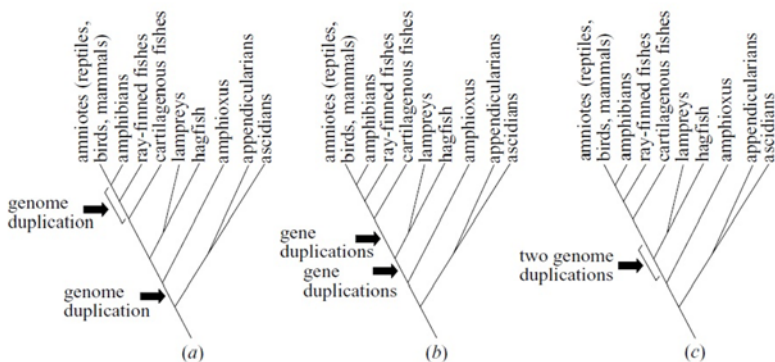 amniotes (reptiles,
birds, mammals)
amphibians
ray-finned fishes
cartilagenous fishes
lampreys
hagfish
amphioxus
appendicularians
ascidians
genome
duplication
genome
duplication
(a)
amniotes (reptiles,
birds, mammals)
amphibians
ray-finned fishes
cartilagenous fishes
lampreys
hagfish
amphioxus
appendicularians
ascidians
gene
duplications
gene
duplications
(b)
amniotes (reptiles,
birds, mammals)
amphibians
ray-finned fishes
cartilagenous fishes
lampreys
hagfish
amphioxus
appendicularians
ascidians
two genome
duplications
(c)